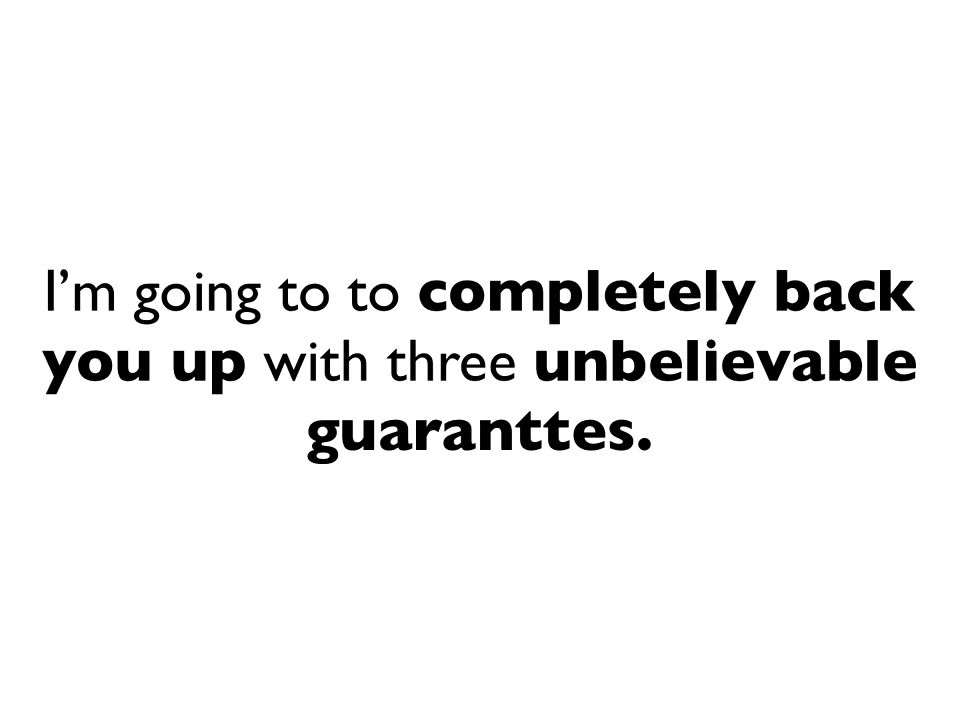 I’m going to to completely back
you up with three unbelievable
guaranttes.